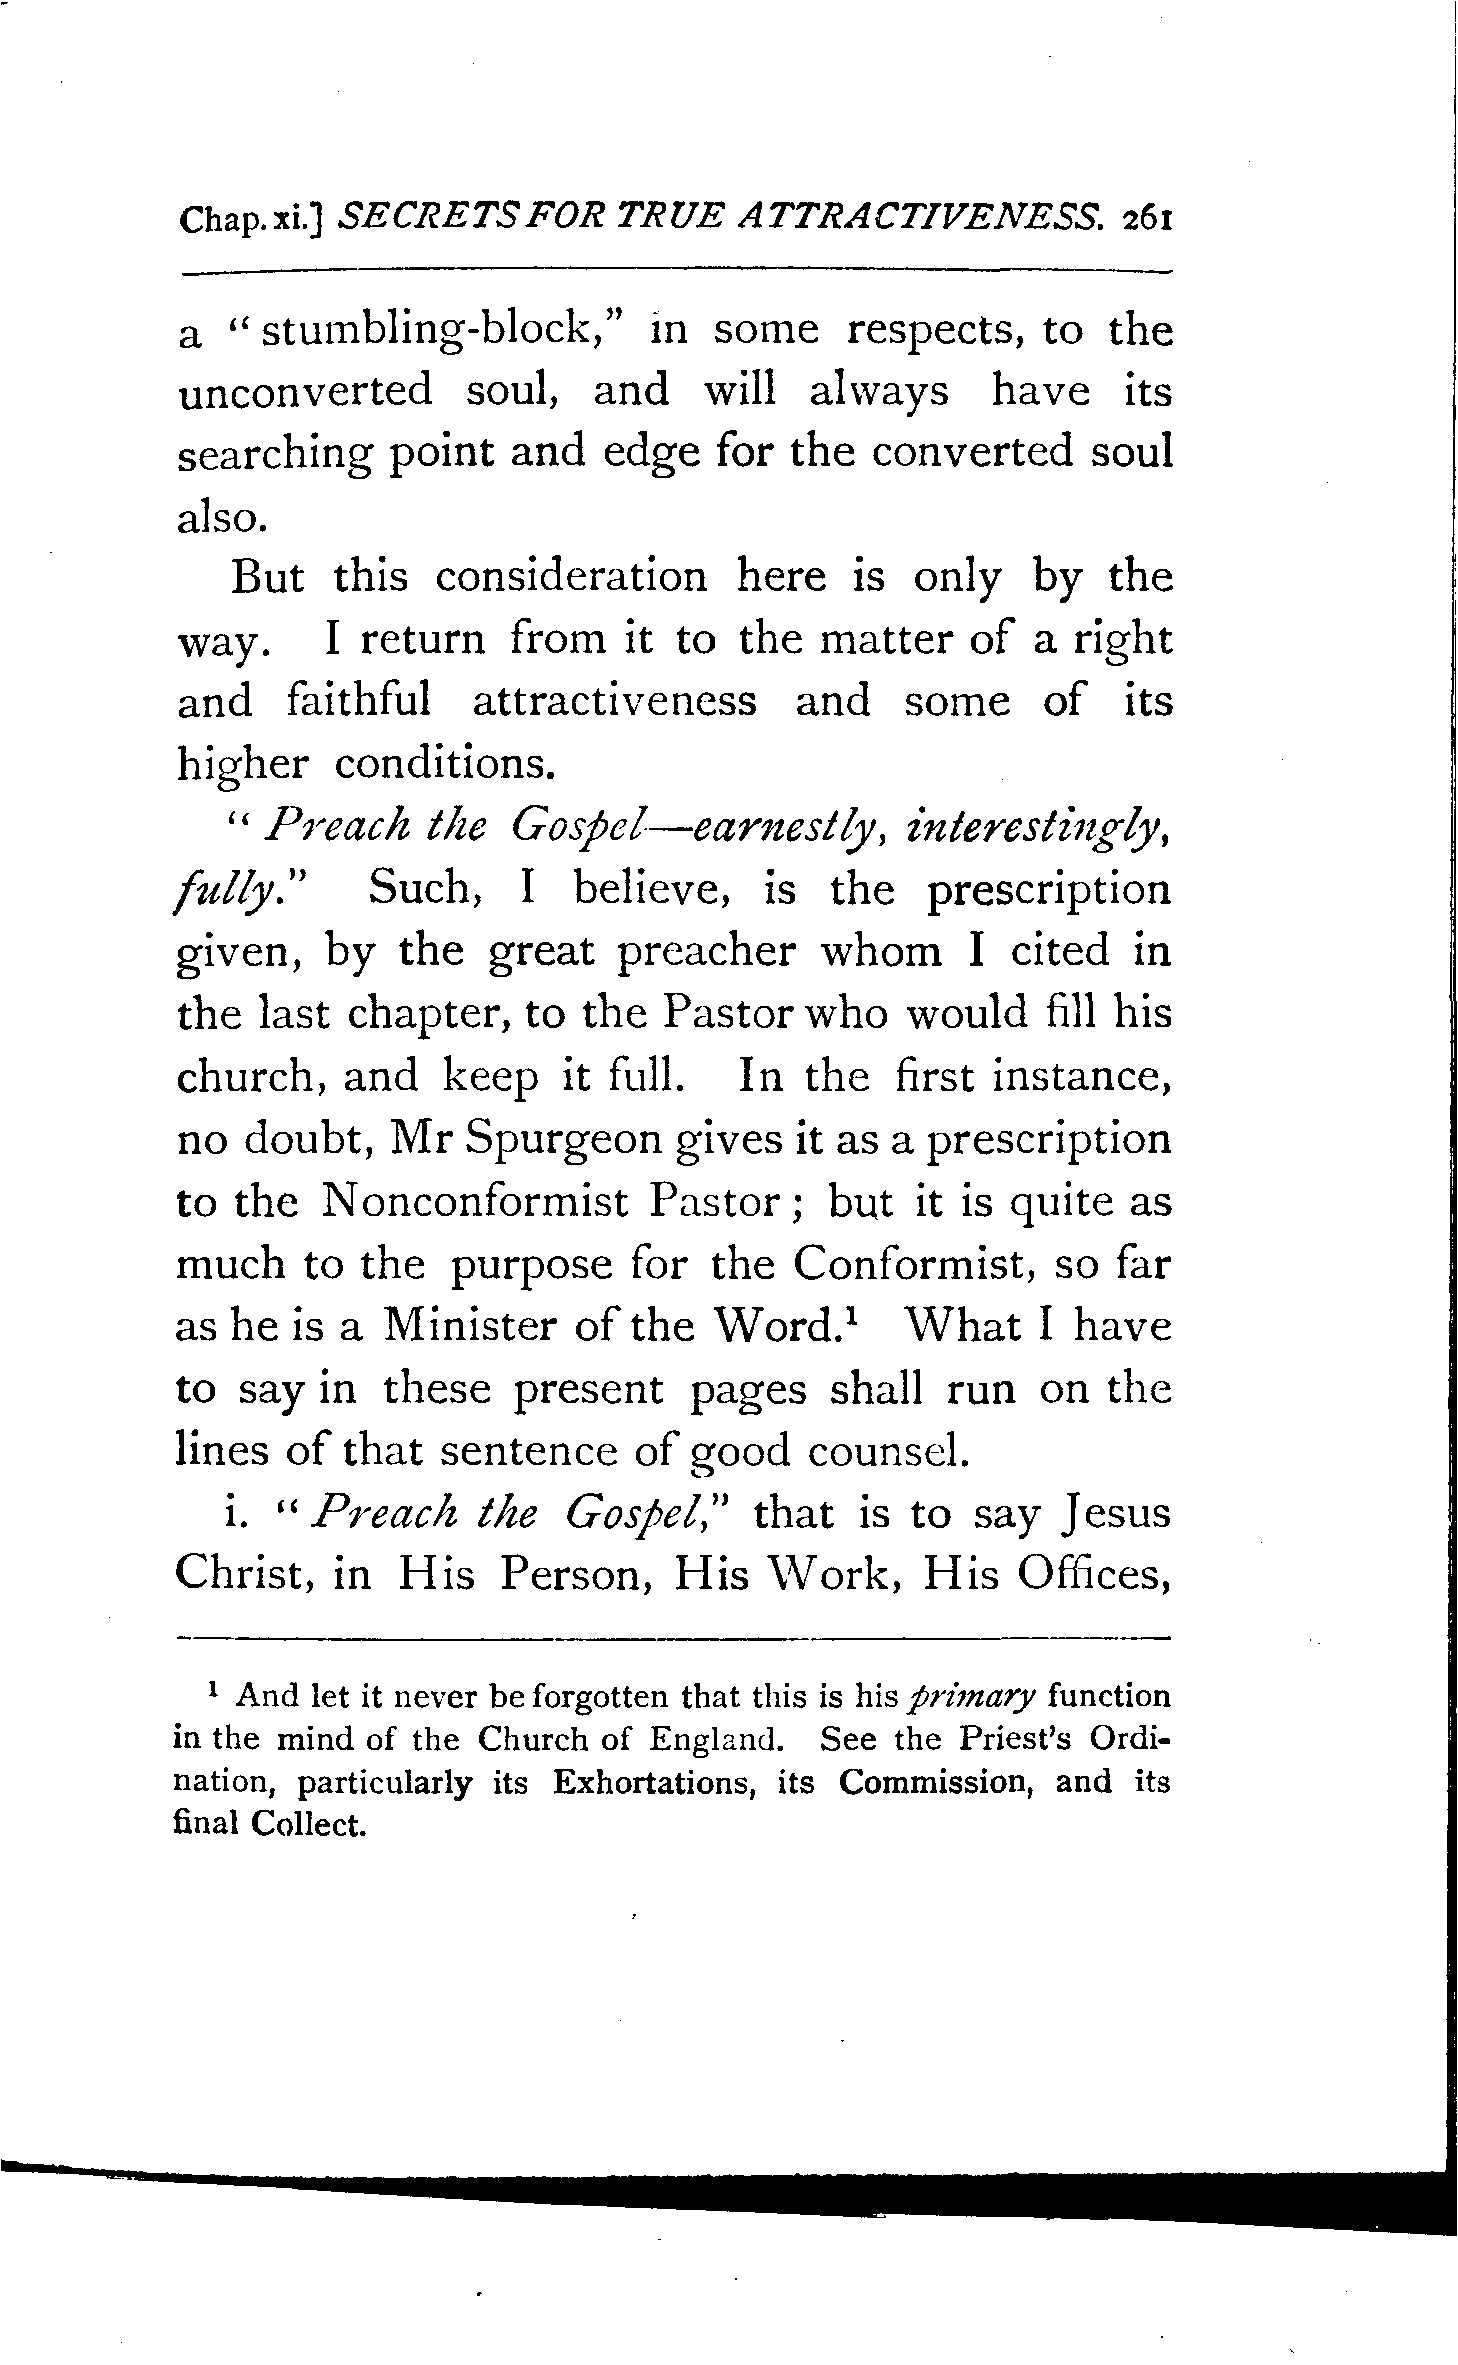 Chap. xi.] SECRETS FOR TRUE ATTRACTIVENESS. 261
a "stumbling-block," in some respects, to the
unconverted soul, and will always have its
searching point and edge for the converted soul
also.
But this consideration here is only by the
way. I return from it to the matter of a right
and faithful attractiveness and some of its
higher conditions.
"Preach the Gospel—earnestly, interestingly,
fully." Such, I believe, is the prescription
given, by the great preacher whom I cited in
the last chapter, to the Pastor who would fill his
church, and keep it full. In the first instance,
no doubt, Mr Spurgeon gives it as a prescription
to the Nonconformist Pastor; but it is quite as
much to the purpose for the Conformist, so far
as he is a Minister of the Word.¹ What I have
to say in these present pages shall run on the
lines of that sentence of good counsel.
i. "Preach the Gospel," that is to say Jesus
Christ, in His Person, His Work, His Offices,
¹ And let it never be forgotten that this is his primary function
in the mind of the Church of England. See the Priest's Ordi-
nation, particularly its Exhortations, its Commission, and its
final Collect.